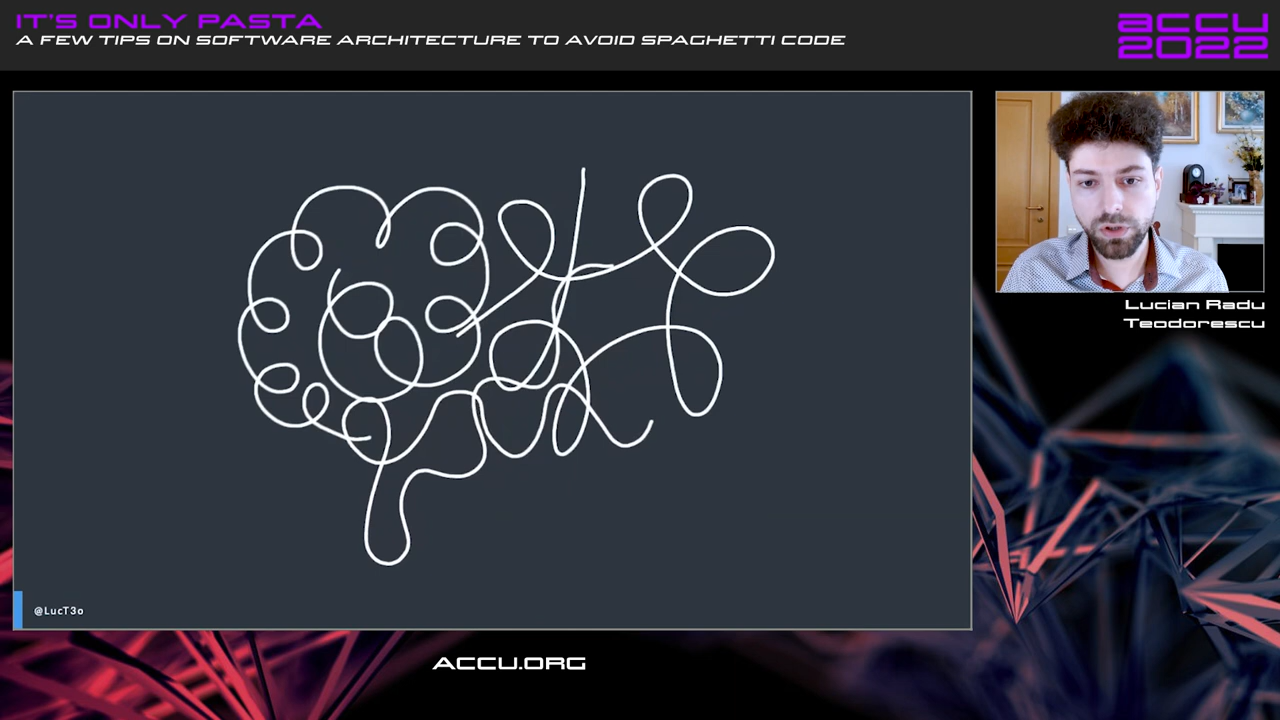 IT'S ONLY PASTA
A FEW TIPS ON SOFTWARE ARCHITECTURE TO AVOID SPAGHETTI CODE
accu
2022
Lucian Radu
Teodorescu
@LucT3o
ACCU.ORG